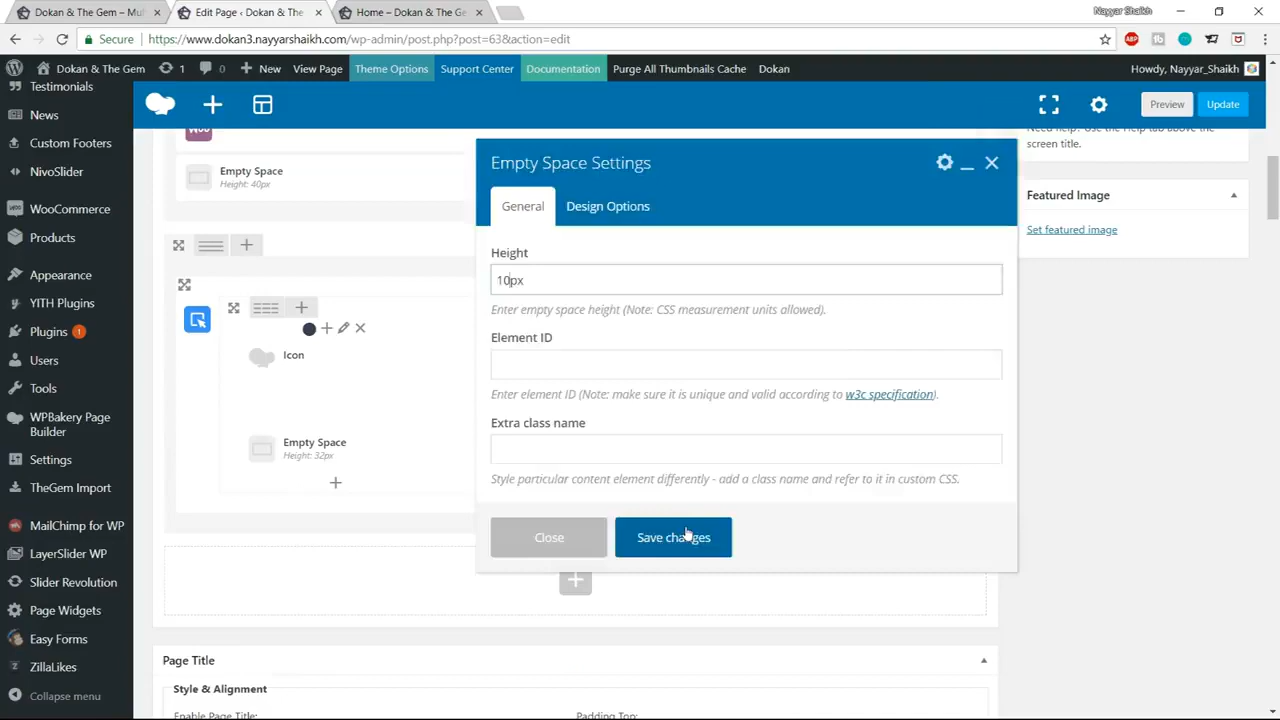 Dokan & The Gem – Mul
Edit Page ‹ Dokan & The
Home – Dokan & The Ge
Nayyar Shaikh
Secure
https://www.dokan3.nayyarshaikh.com/wp-admin/post.php?post=63&action=edit
Dokan & The Gem
1
0
New
View Page
Theme Options
Support Center
Documentation
Purge All Thumbnails Cache
Dokan
Howdy, Nayyar_Shaikh
Testimonials
News
Custom Footers
NivoSlider
WooCommerce
Products
Appearance
YITH Plugins
Plugins 1
Users
Tools
WPBakery Page
Builder
Settings
TheGem Import
MailChimp for WP
LayerSlider WP
Slider Revolution
Page Widgets
Easy Forms
ZillaLikes
Collapse menu
Preview
Update
Woo
Empty Space
Height: 40px
Icon
Empty Space
Height: 32px
Empty Space Settings
General
Design Options
Height
10px
Enter empty space height (Note: CSS measurement units allowed).
Element ID
Enter element ID (Note: make sure it is unique and valid according to w3c specification).
Extra class name
Style particular content element differently - add a class name and refer to it in custom CSS.
Close
Save changes
Need help? Use the Help tab above the
screen title.
Featured Image
Set featured image
Page Title
Style & Alignment
Enable Page Title:
Padding Top: